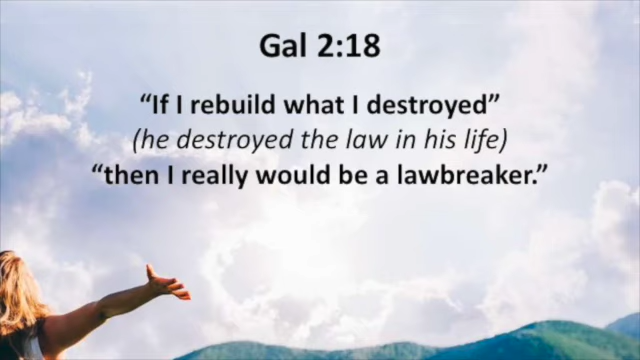 Gal 2:18
“If I rebuild what I destroyed”
(he destroyed the law in his life)
“then I really would be a lawbreaker.”